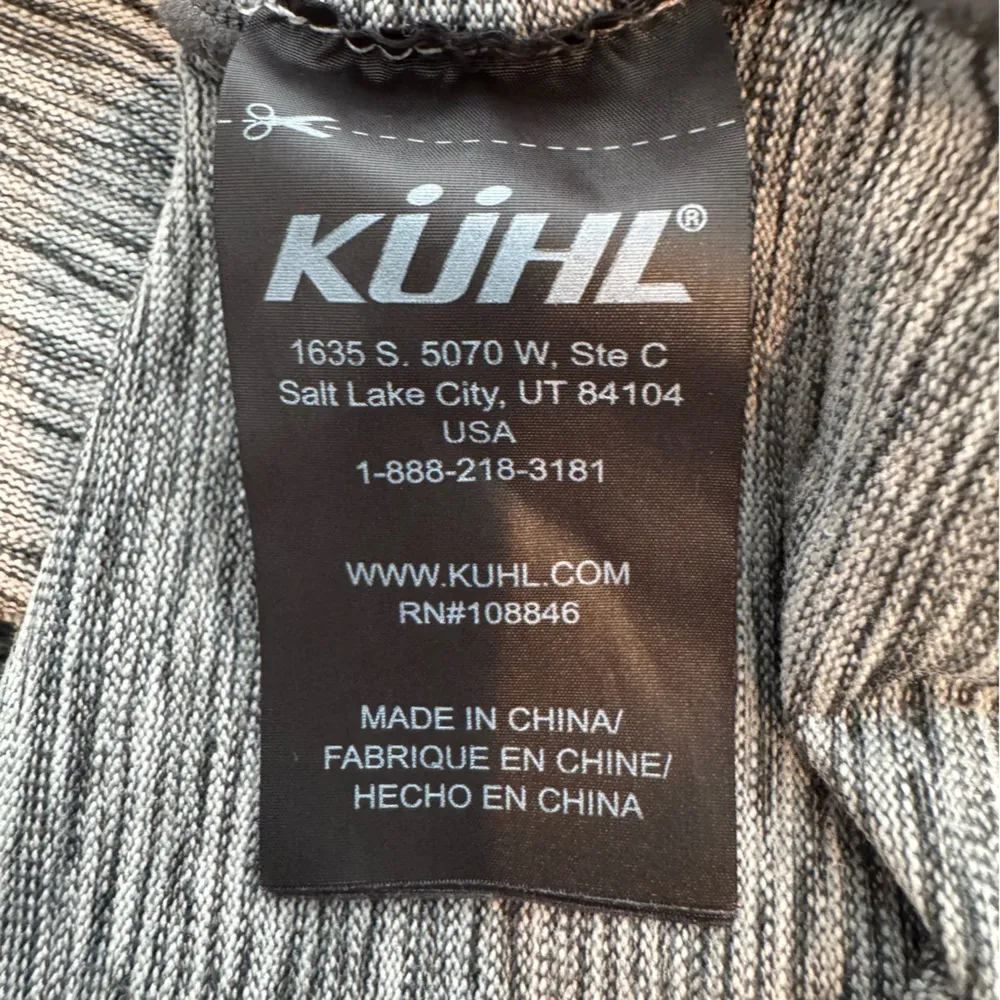 KÜHL®
1635 S. 5070 W, Ste C
Salt Lake City, UT 84104
USA
1-888-218-3181
WWW.KUHL.COM
RN#108846
MADE IN CHINA/
FABRIQUE EN CHINE/
HECHO EN CHINA